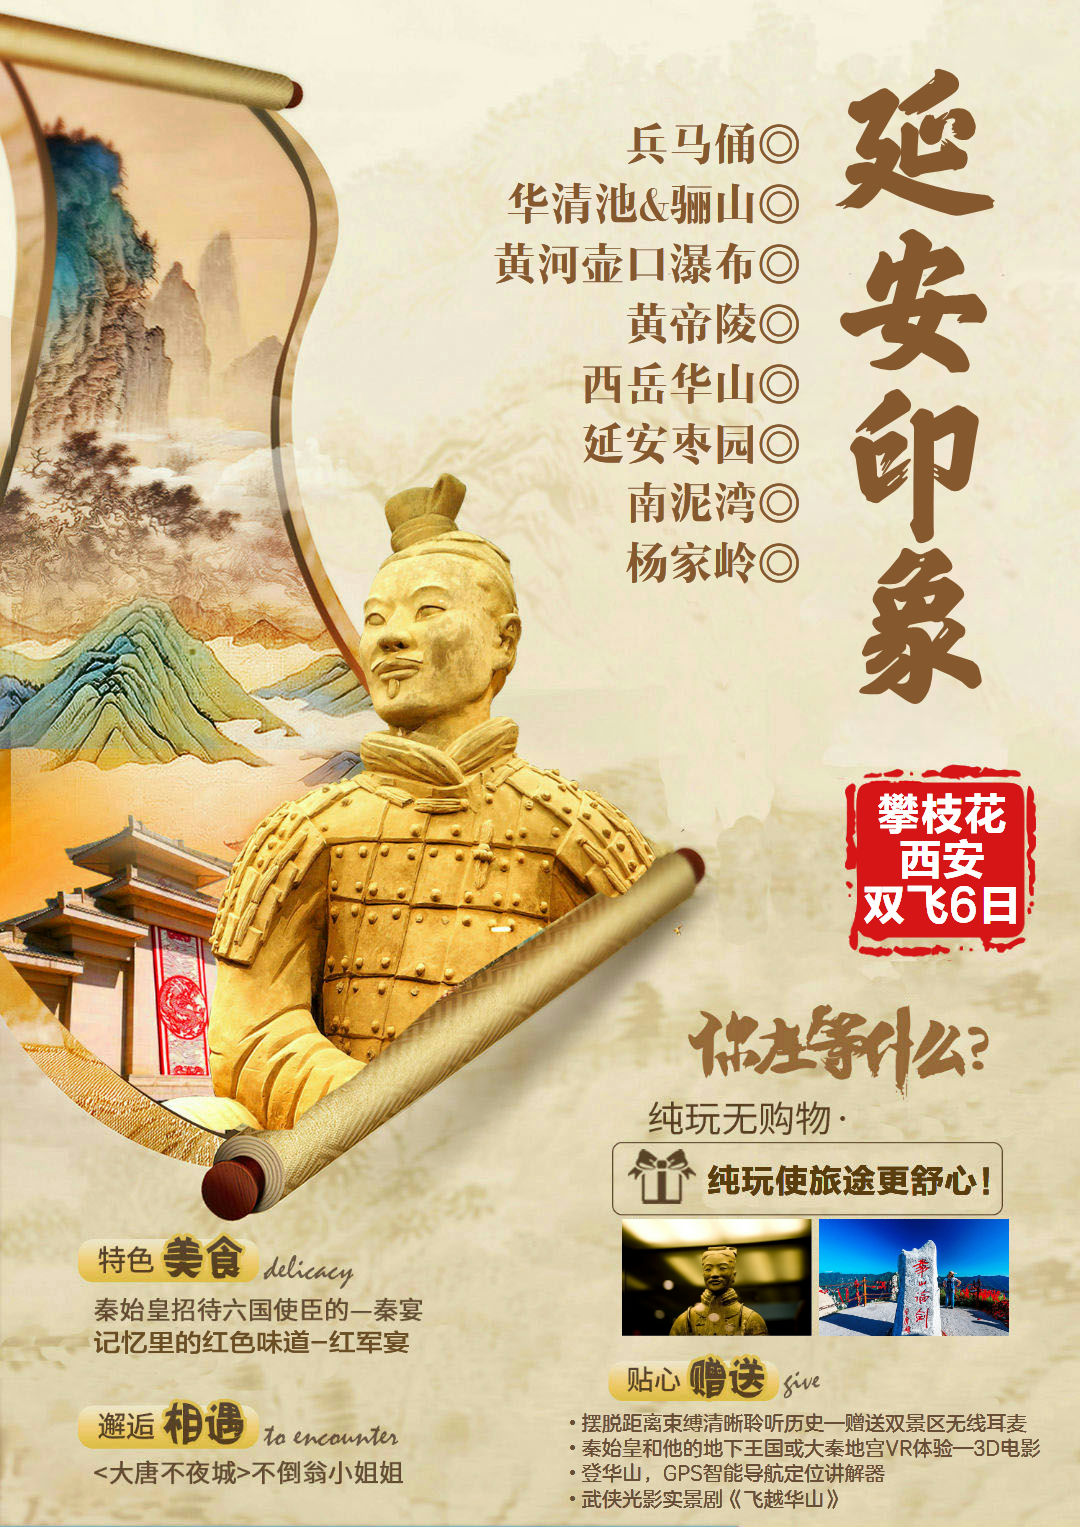 延安印象
兵马俑◎
华清池&骊山◎
黄河壶口瀑布◎
黄帝陵◎
西岳华山◎
延安枣园◎
南泥湾◎
杨家岭◎
攀枝花
西安
双飞6日
你在等什么?
纯玩无购物·
纯玩使旅途更舒心!
华山论剑
特色 美食 delicacy
秦始皇招待六国使臣的—秦宴
记忆里的红色味道—红军宴
邂逅 相遇 to encounter
<大唐不夜城>不倒翁小姐姐
贴心 赠送 give
·摆脱距离束缚清晰聆听历史—赠送双景区无线耳麦
·秦始皇和他的地下王国或大秦地宫VR体验—3D电影
·登华山，GPS智能导航定位讲解器
·武侠光影实景剧《飞越华山》